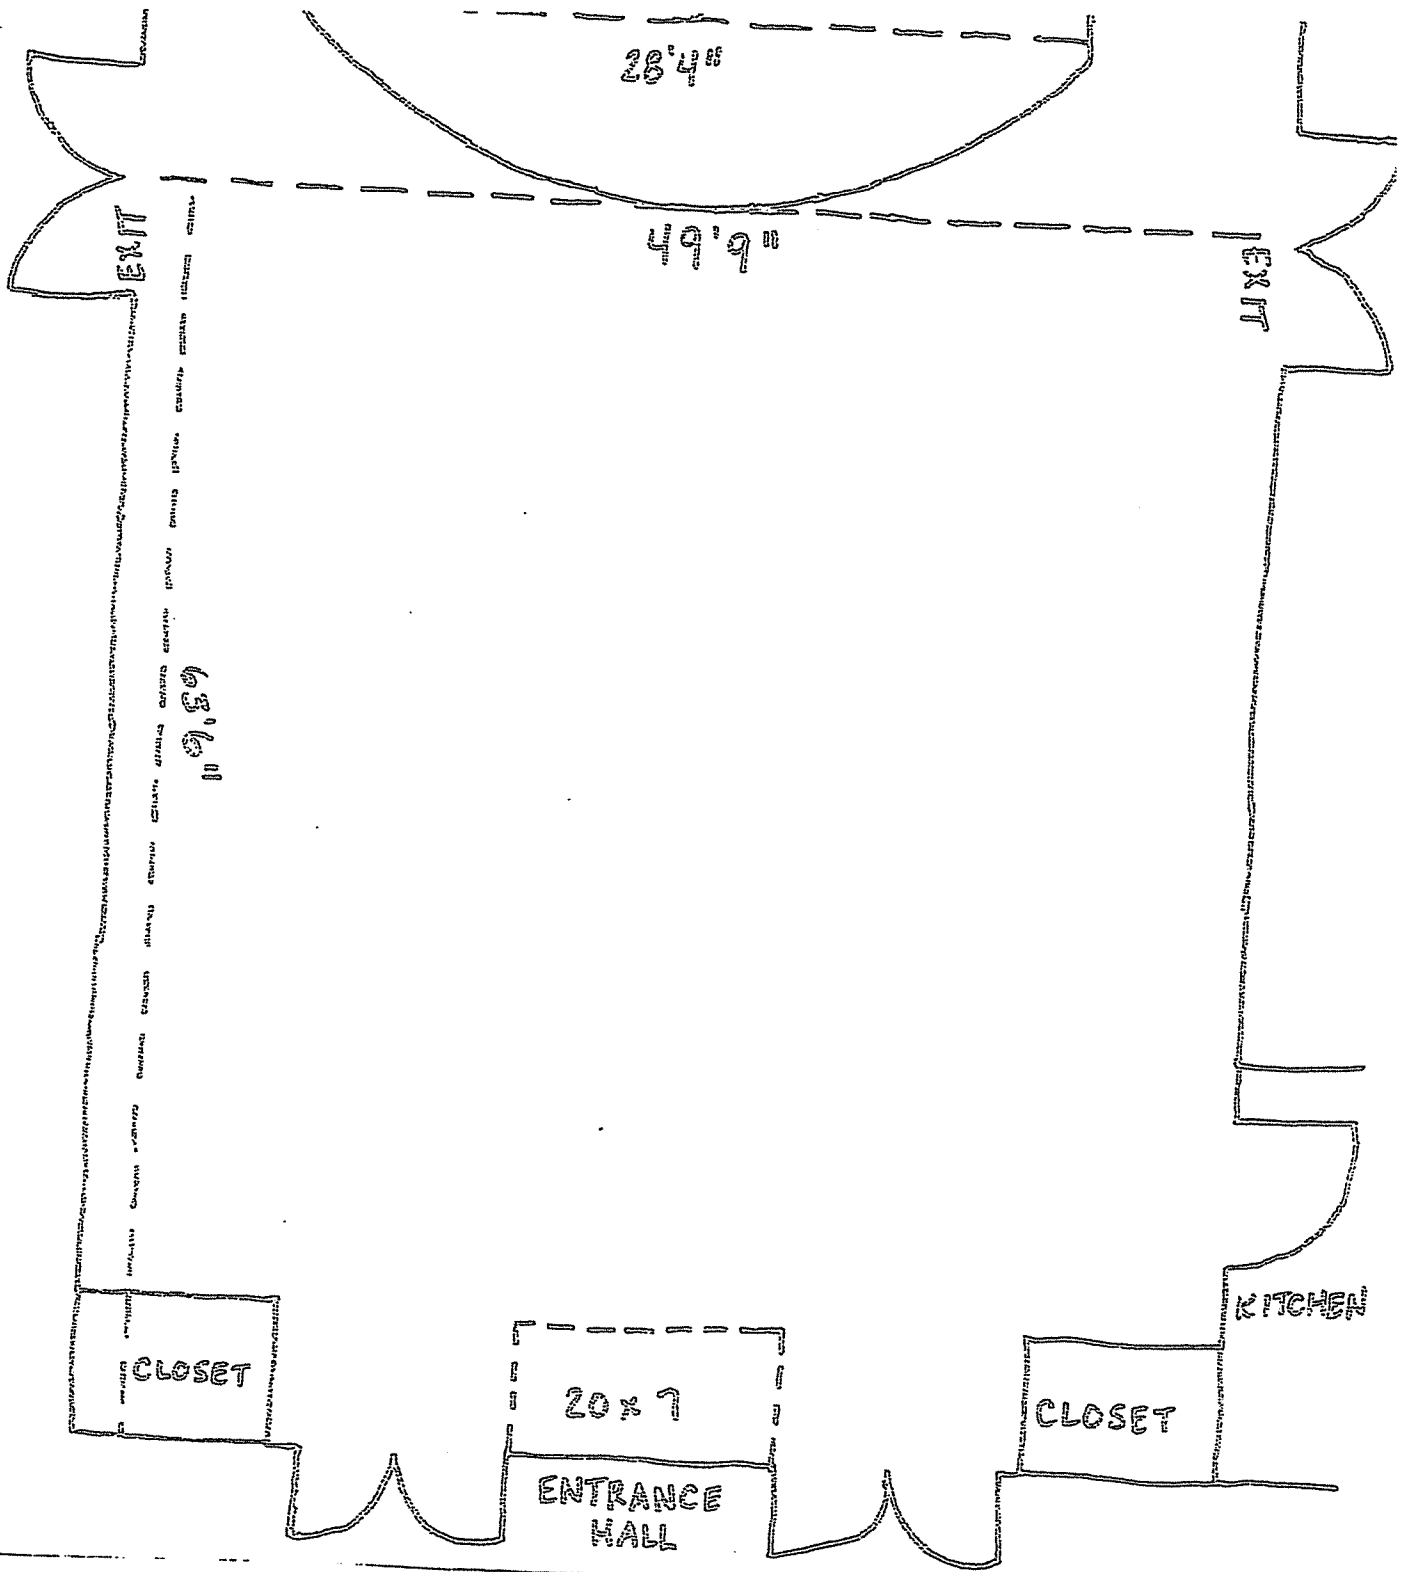 28'4"
49'9"
EXIT
EXIT
63'6"
KITCHEN
CLOSET
20 x 7
CLOSET
ENTRANCE
HALL